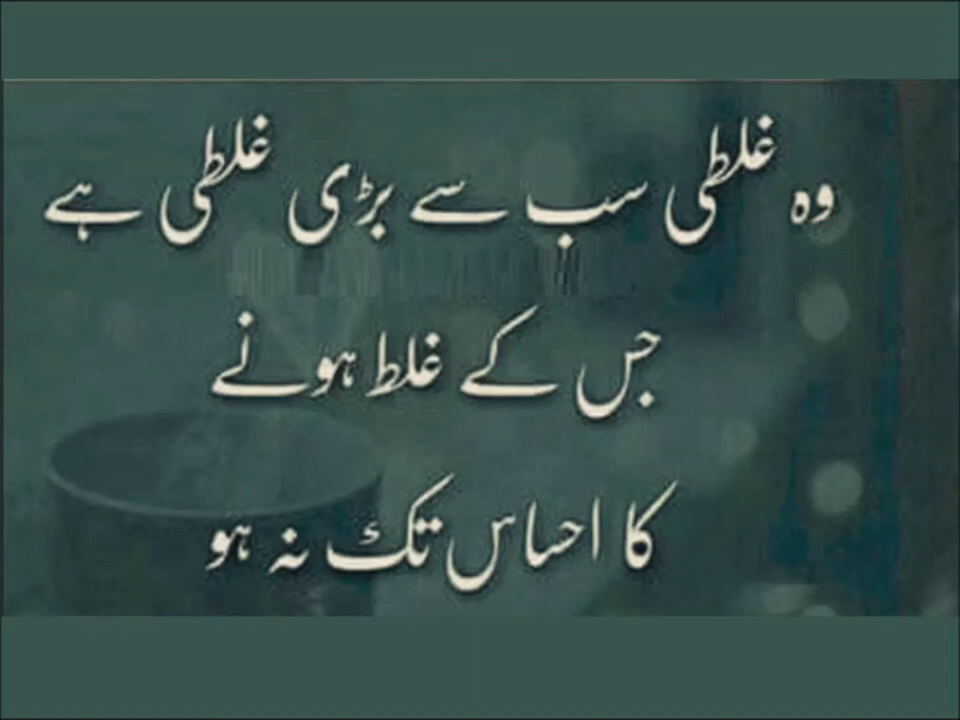 وہ غلطی سب سے بڑی غلطی ہے
جس کے غلط ہونے
کا احساس تک نہ ہو